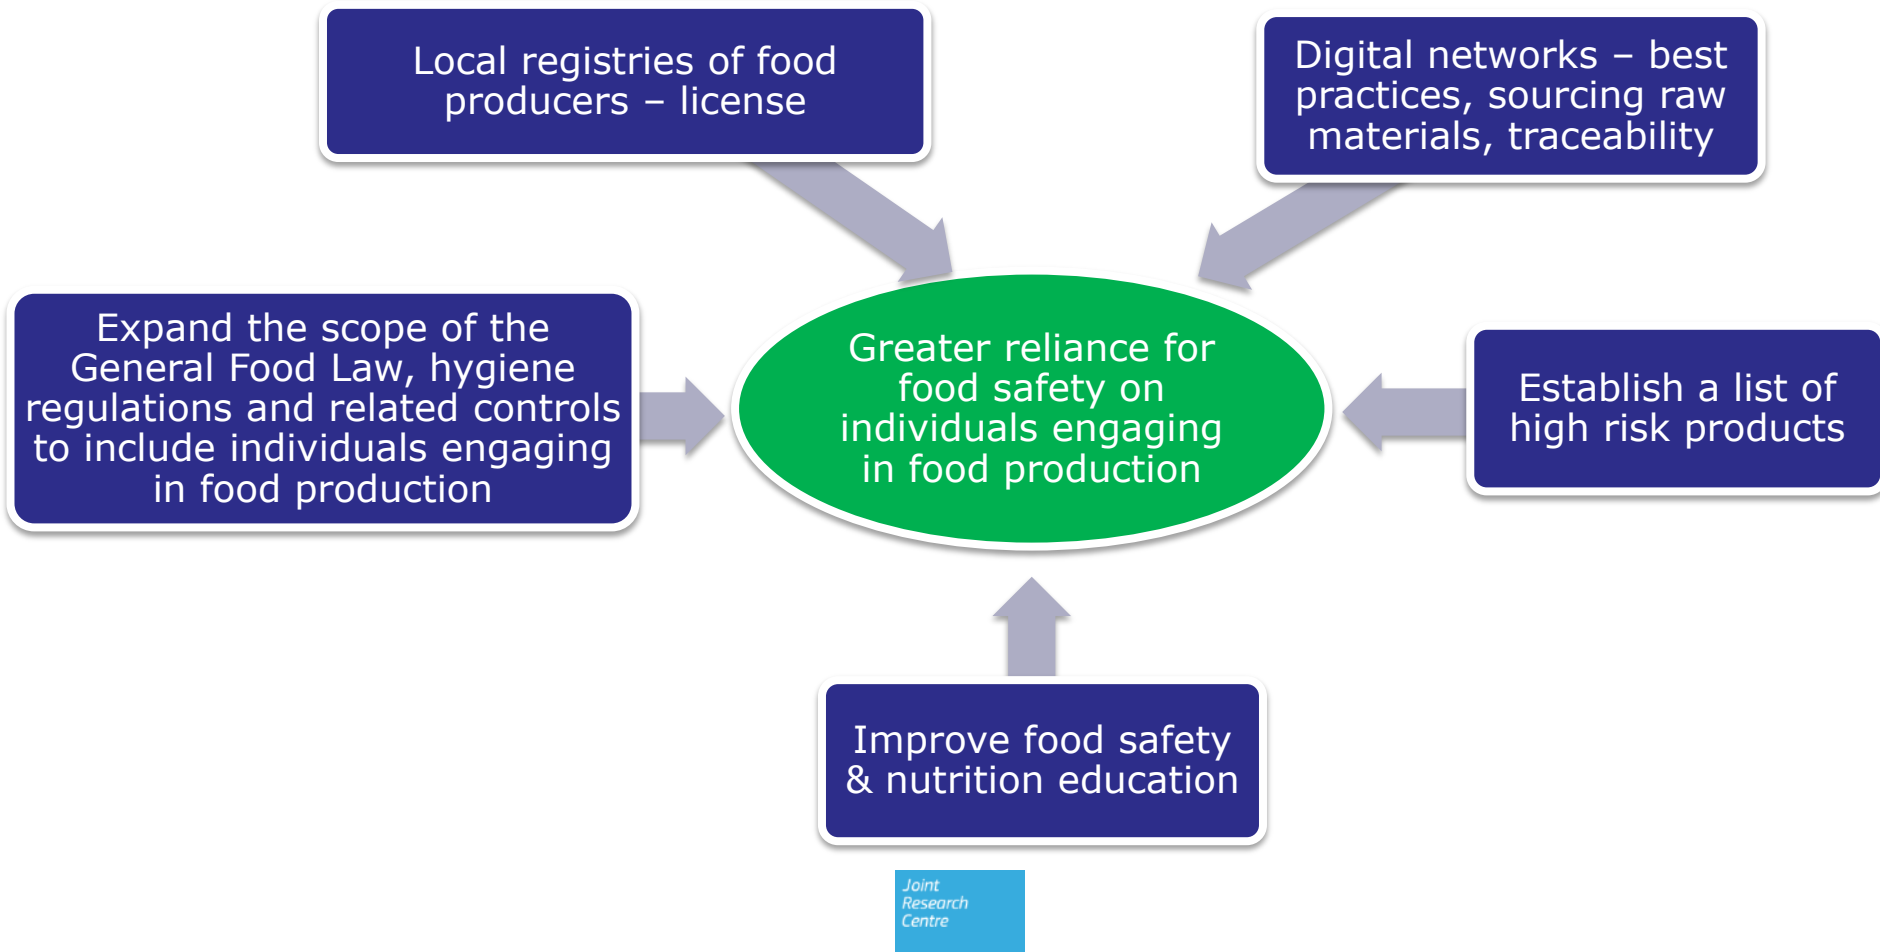 Local registries of food
producers – license
Digital networks – best
practices, sourcing raw
materials, traceability
Expand the scope of the
General Food Law, hygiene
regulations and related controls
to include individuals engaging
in food production
Greater reliance for
food safety on
individuals engaging
in food production
Establish a list of
high risk products
Improve food safety
& nutrition education
Joint
Research
Centre